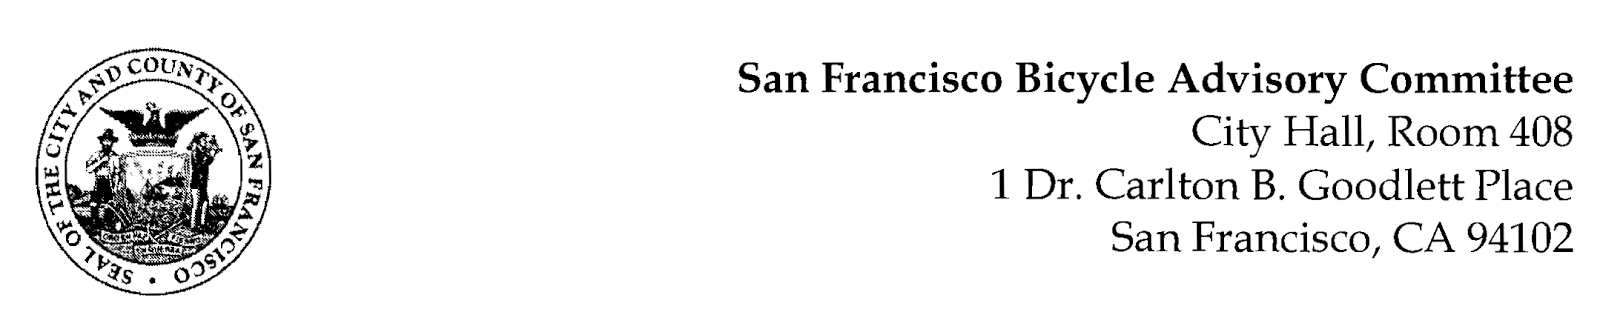 SEAL OF THE CITY AND COUNTY OF SAN FRANCISCO
San Francisco Bicycle Advisory Committee
City Hall, Room 408
1 Dr. Carlton B. Goodlett Place
San Francisco, CA 94102